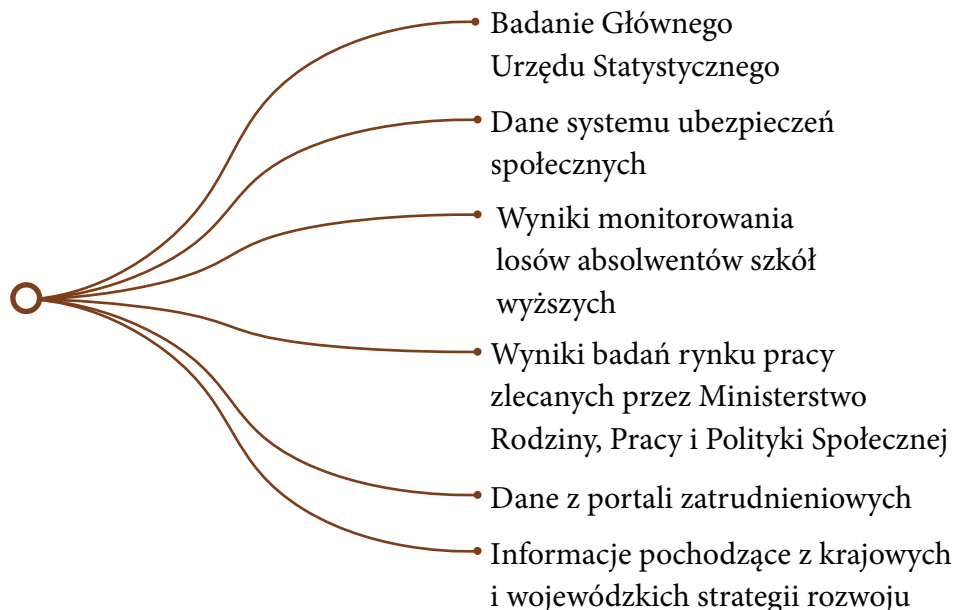 Badanie Głównego
Urzędu Statystycznego
Dane systemu ubezpieczeń
społecznych
Wyniki monitorowania
losów absolwentów szkół
wyższych
Wyniki badań rynku pracy
zlecanych przez Ministerstwo
Rodziny, Pracy i Polityki Społecznej
Dane z portali zatrudnieniowych
Informacje pochodzące z krajowych
i wojewódzkich strategii rozwoju